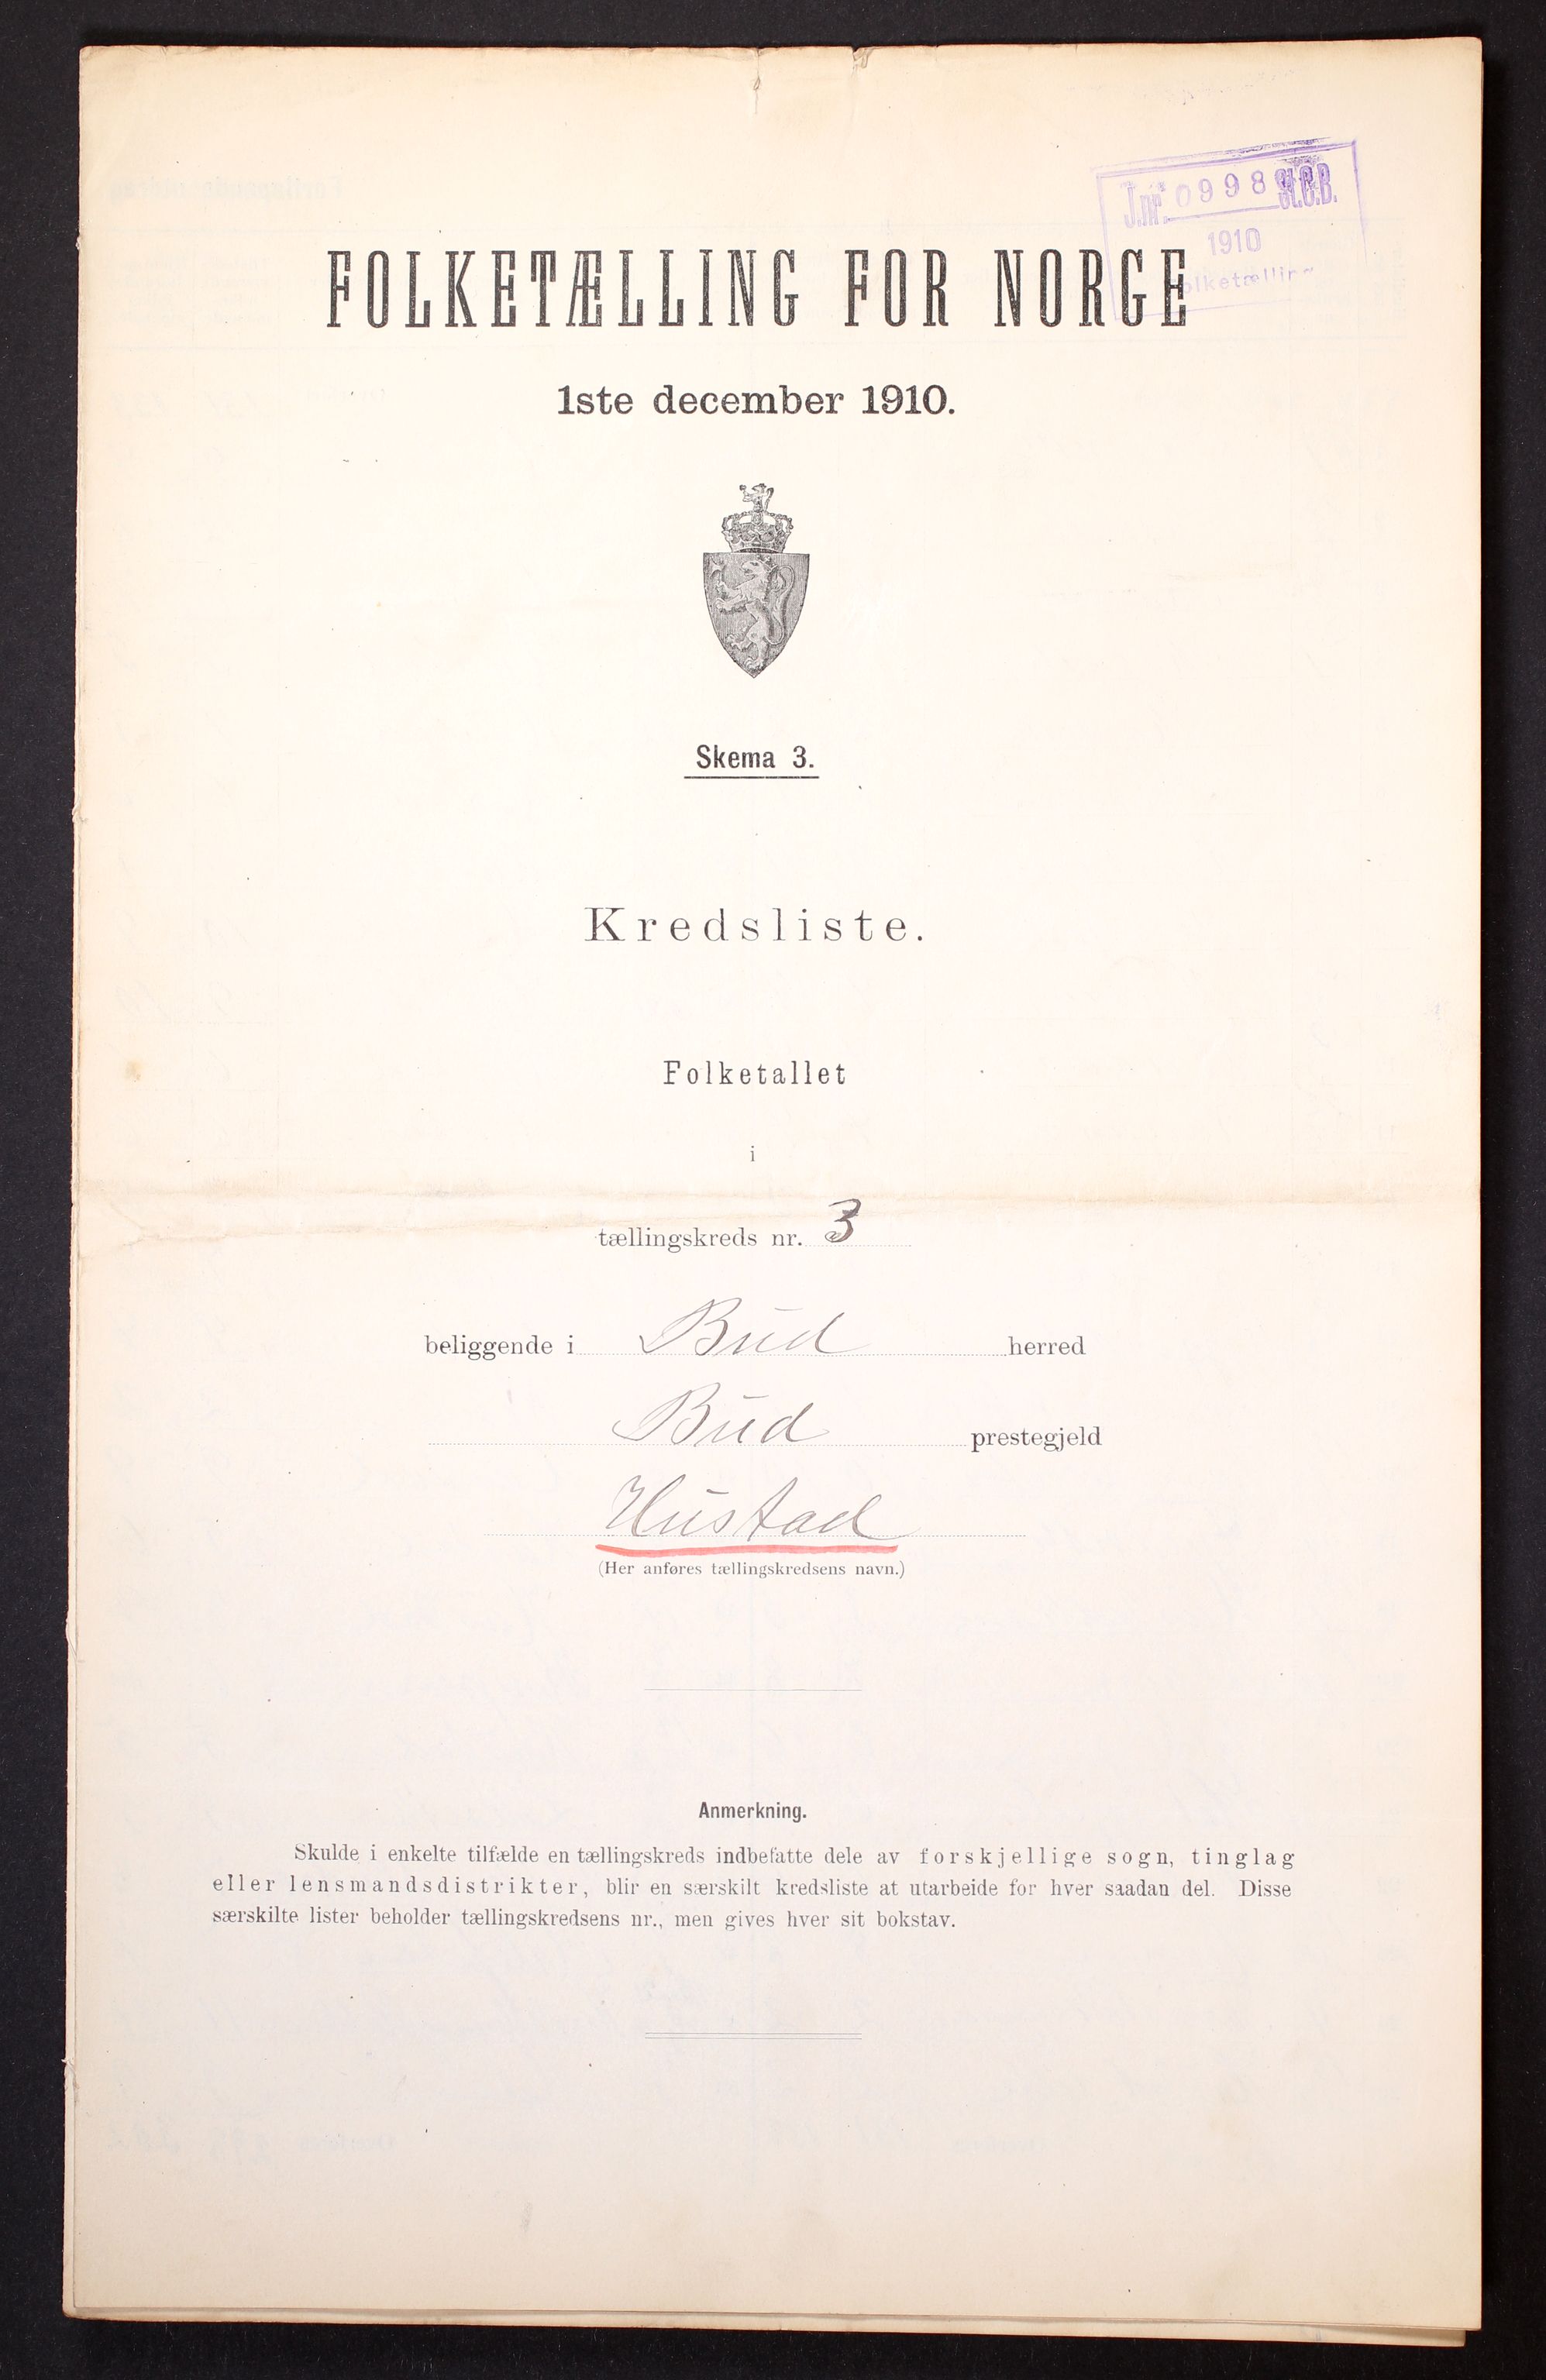 J.nr. 0998 St.C.B.
1910
FOLKETÆLLING FOR NORGE
1ste december 1910.
Skema 3.
Kredsliste.
Folketallet
i
tællingskreds nr. 3
beliggende i Bud herred
Bud prestegjeld
Hustad
(Her anføres tællingskredsens navn.)
Anmerkning.
Skulde i enkelte tilfælde en tællingskreds indbefatte dele av forskjellige sogn, tinglag
eller lensmandsdistrikter, blir en særskilt kredsliste at utarbeide for hver saadan del. Disse
særskilte lister beholder tællingskredsens nr., men gives hver sit bokstav.